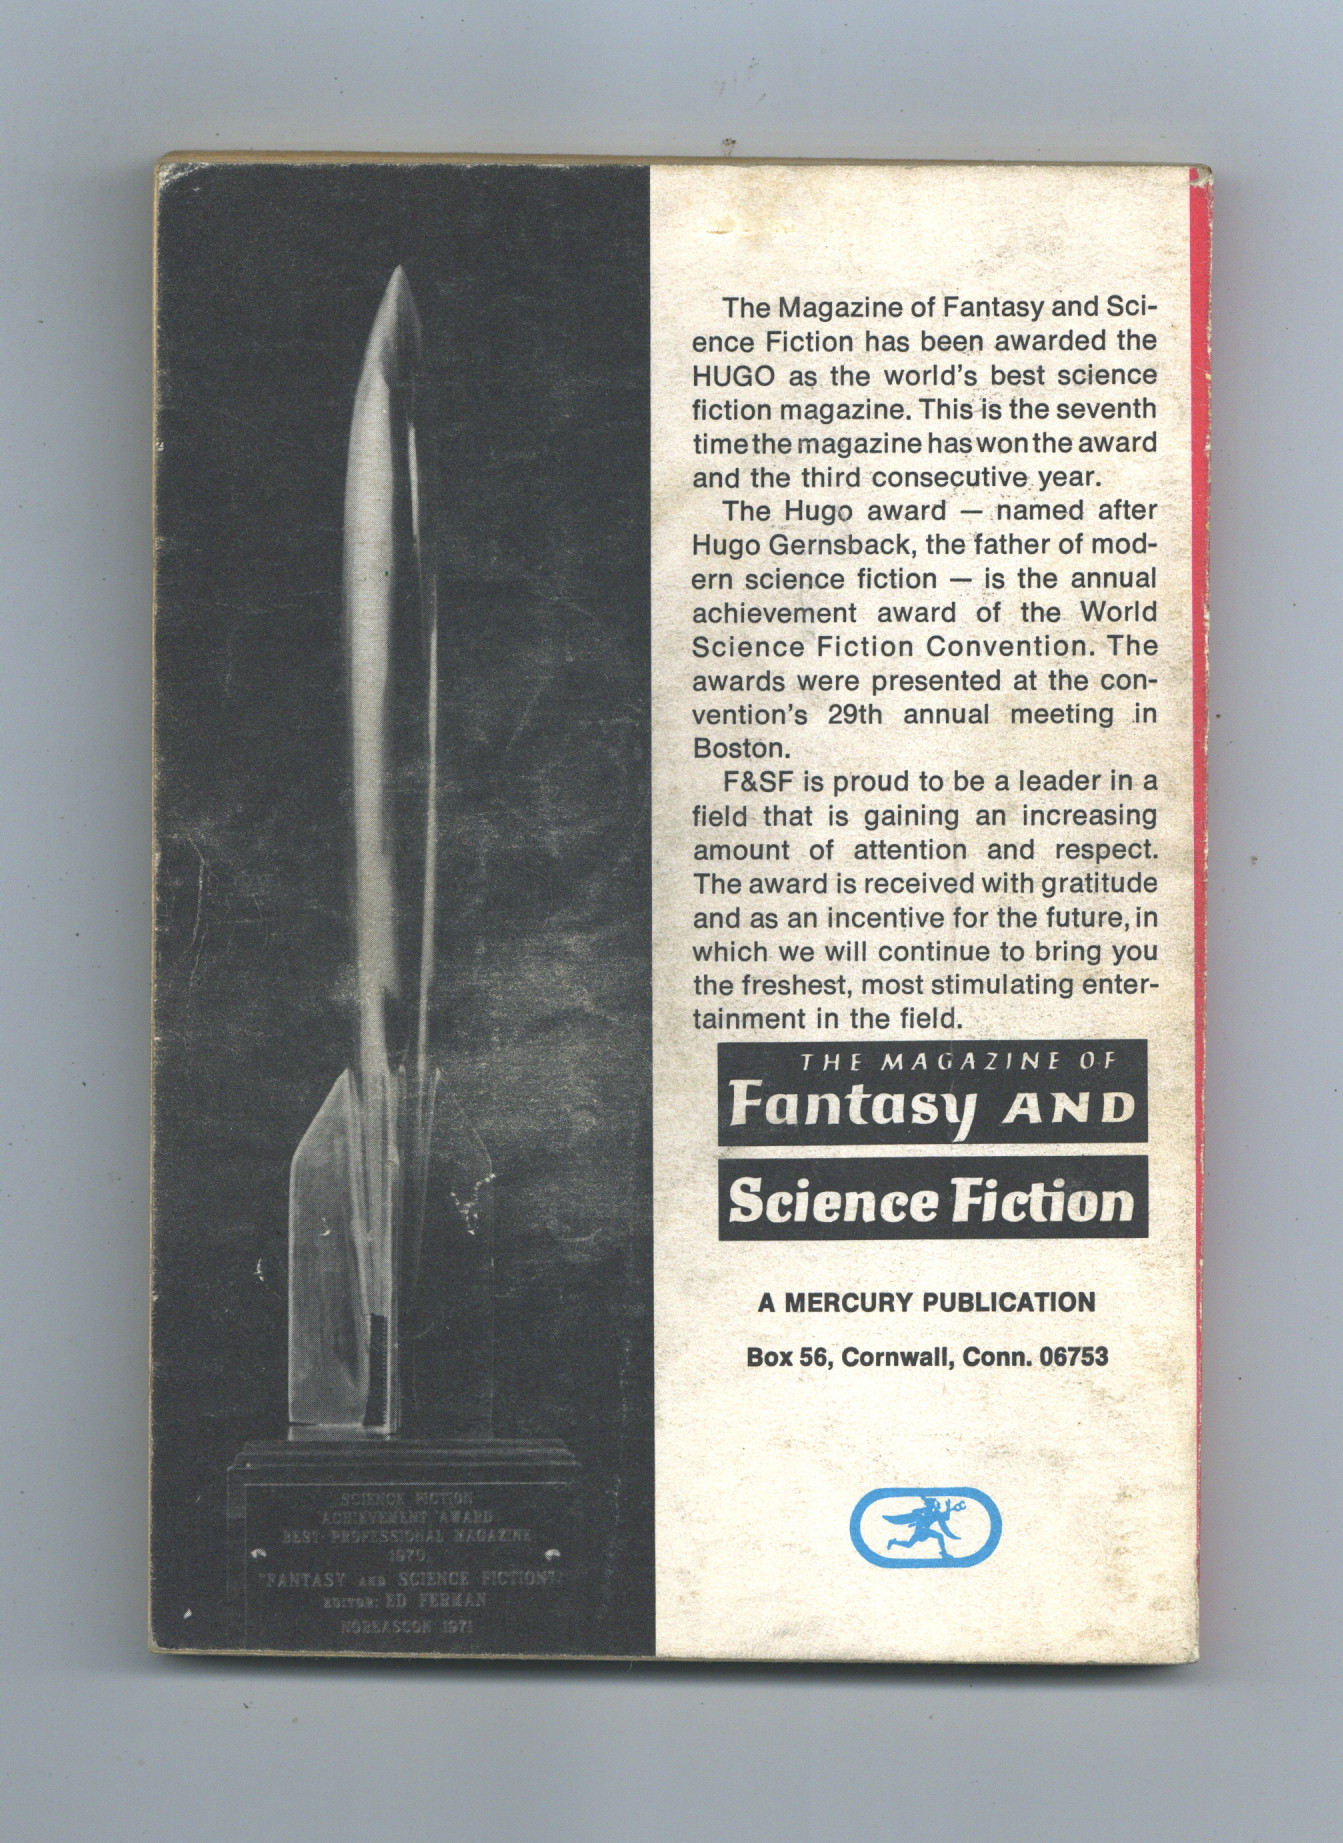 The Magazine of Fantasy and Sci-
ence Fiction has been awarded the
HUGO as the world's best science
fiction magazine. This is the seventh
time the magazine has won the award
and the third consecutive year.
The Hugo award — named after
Hugo Gernsback, the father of mod-
ern science fiction — is the annual
achievement award of the World
Science Fiction Convention. The
awards were presented at the con-
vention's 29th annual meeting in
Boston.
F&SF is proud to be a leader in a
field that is gaining an increasing
amount of attention and respect.
The award is received with gratitude
and as an incentive for the future, in
which we will continue to bring you
the freshest, most stimulating enter-
tainment in the field.
THE MAGAZINE OF
Fantasy AND
Science Fiction
A MERCURY PUBLICATION
Box 56, Cornwall, Conn. 06753
SCIENCE FICTION
ACHIEVEMENT AWARD
BEST PROFESSIONAL MAGAZINE
1970
"FANTASY AND SCIENCE FICTION"
EDITOR: ED FERMAN
NOREASCON 1971